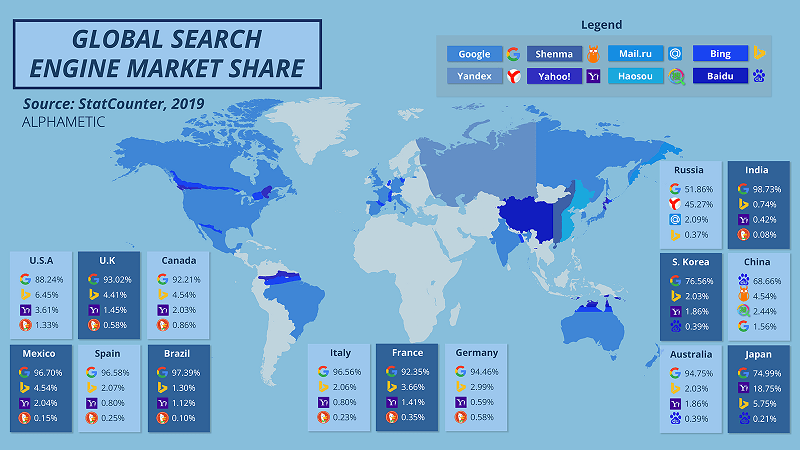 GLOBAL SEARCH
ENGINE MARKET SHARE
Source: StatCounter, 2019
ALPHAMETIC
Legend
Google
Shenma
Mail.ru
Bing
Yandex
Yahoo!
Haosou
Baidu
U.S.A
88.24%
6.45%
3.61%
1.33%
U.K
93.02%
4.41%
1.45%
0.58%
Canada
92.21%
4.54%
2.03%
0.86%
Mexico
96.70%
4.54%
2.04%
0.15%
Spain
96.58%
2.07%
0.80%
0.25%
Brazil
97.39%
1.30%
1.12%
0.10%
Italy
96.56%
2.06%
0.80%
0.23%
France
92.35%
3.66%
1.41%
0.35%
Germany
94.46%
2.99%
0.59%
0.58%
Russia
51.86%
45.27%
2.09%
0.37%
India
98.73%
0.74%
0.42%
0.08%
S. Korea
76.56%
2.03%
1.86%
0.39%
China
68.66%
4.54%
2.44%
1.56%
Australia
94.75%
2.03%
1.86%
0.39%
Japan
74.99%
18.75%
5.75%
0.21%